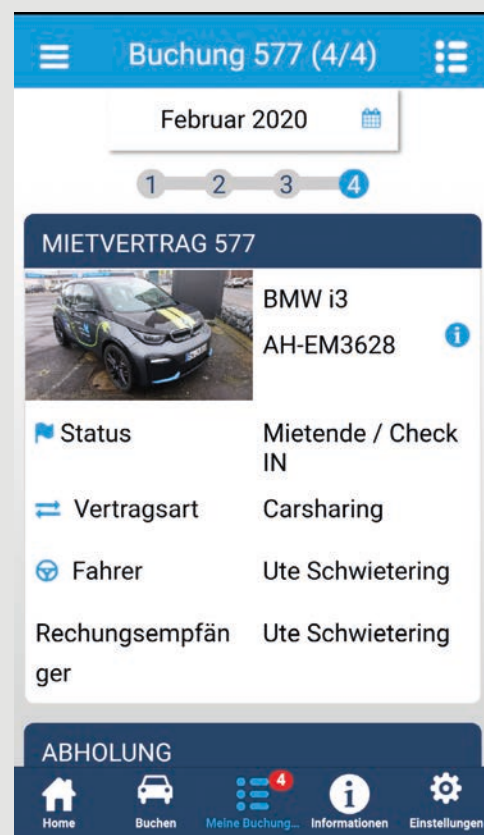 Buchung 577 (4/4)
Februar 2020
1 2 3 4
MIETVERTRAG 577
BMW i3
AH-EM3628
Status Mietende / Check
IN
Vertragsart Carsharing
Fahrer Ute Schwietering
Rechungsempfän Ute Schwietering
ger
ABHOLUNG
4
Home Buchen Meine Buchung... Informationen Einstellungen